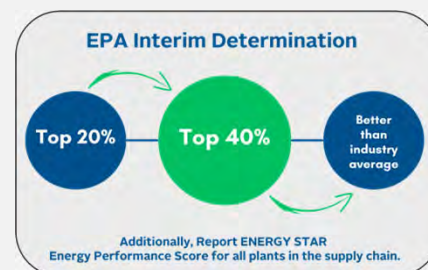 EPA Interim Determination
Top 20%
Top 40%
Better
than
industry
average
Additionally, Report ENERGY STAR
Energy Performance Score for all plants in the supply chain.